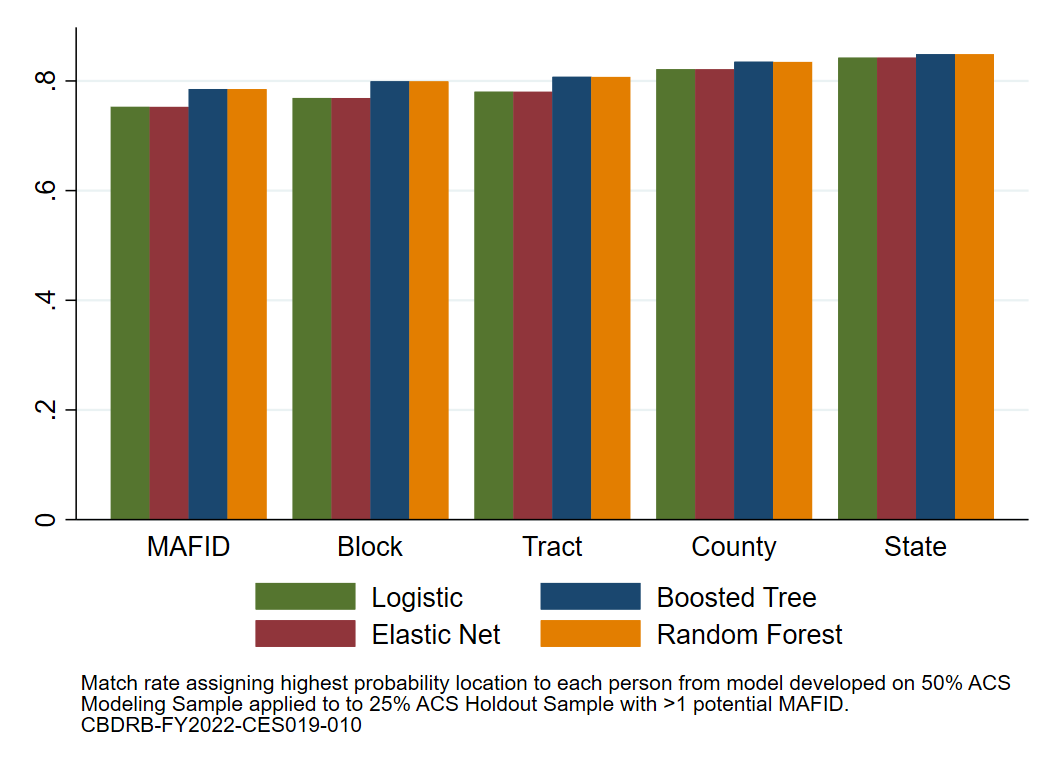 .8
.6
.4
.2
0
MAFID Block Tract County State
Logistic Boosted Tree
Elastic Net Random Forest
Match rate assigning highest probability location to each person from model developed on 50% ACS
Modeling Sample applied to to 25% ACS Holdout Sample with >1 potential MAFID.
CBDRB-FY2022-CES019-010